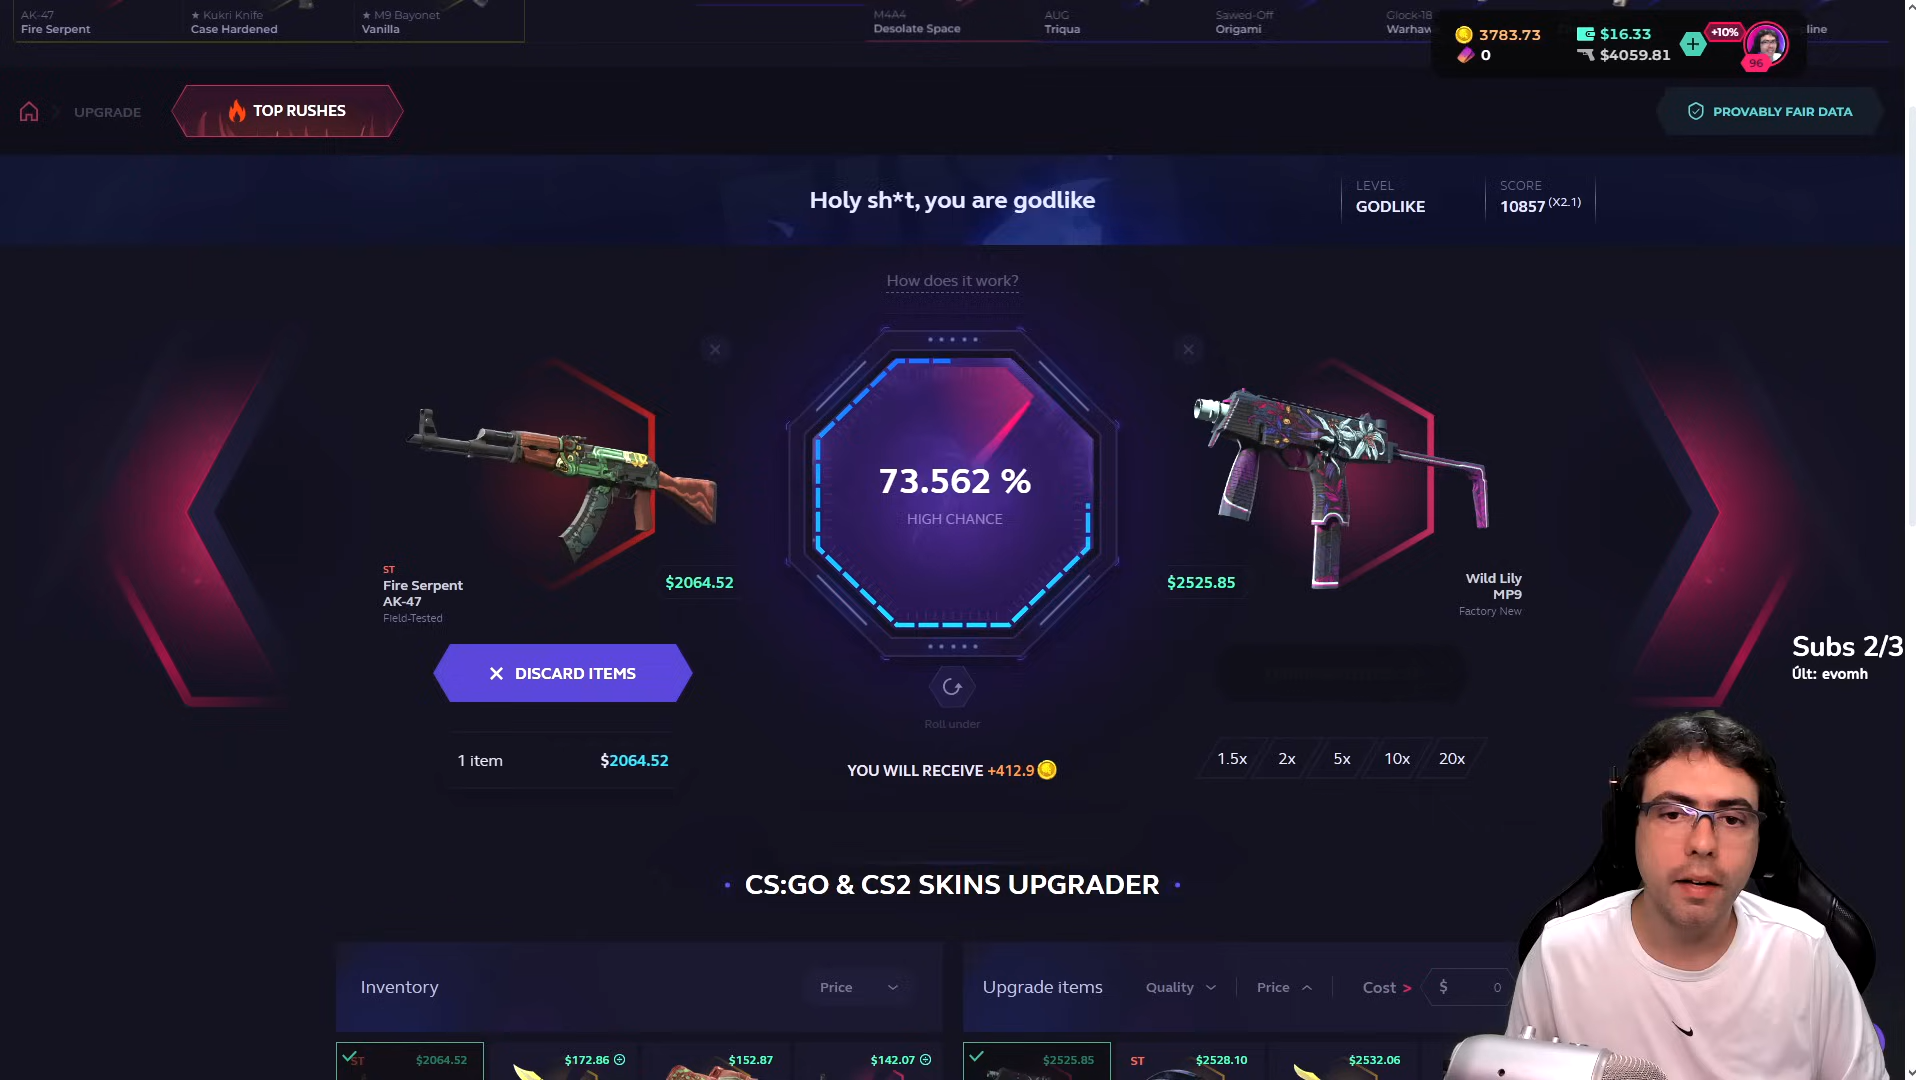 AK-47
Fire Serpent
★ Kukri Knife
Case Hardened
★ M9 Bayonet
Vanilla
M4A4
Desolate Space
AUG
Triqua
Sawed-Off
Origami
Glock-18
Warhaw
line
3783.73
0
$16.33
$4059.81
+10%
96
UPGRADE
TOP RUSHES
PROVABLY FAIR DATA
Holy sh*t, you are godlike
LEVEL
GODLIKE
SCORE
10857 (X2.1)
How does it work?
73.562 %
HIGH CHANCE
ST
Fire Serpent
AK-47
Field-Tested
$2064.52
$2525.85
Wild Lily
MP9
Factory New
DISCARD ITEMS
Roll under
1 item
$2064.52
YOU WILL RECEIVE +412.9
1.5x
2x
5x
10x
20x
Subs 2/3
Últ: evomh
• CS:GO & CS2 SKINS UPGRADER •
Inventory
Price
Upgrade items
Quality
Price
Cost >
$ 0
ST
$2064.52
$172.86
$152.87
$142.07
$2525.85
ST
$2528.10
$2532.06